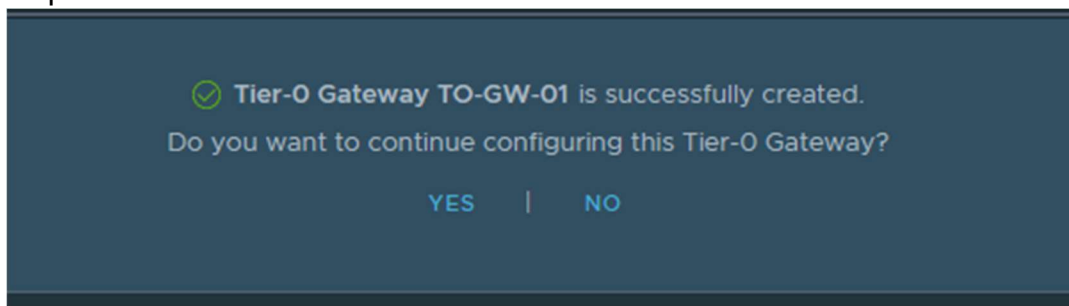 Tier-0 Gateway TO-GW-01 is successfully created.
Do you want to continue configuring this Tier-0 Gateway?
YES | NO